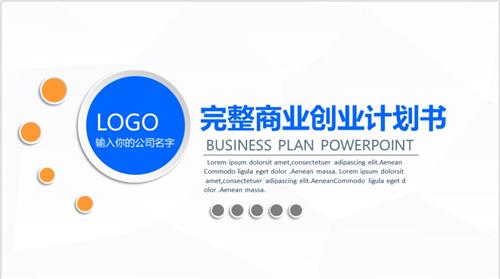 LOGO
输入你的公司名字
完整商业创业计划书
BUSINESS PLAN POWERPOINT
Lorem ipsum dolorsit amet,consectetuer adipiscing elit.Aenean
Commodo ligula eget dolor.Aenean massa. Lorem ipsum dolorsit
amet,consectetuer adipiscing elit.AeneanCommodo ligula eget d
olor.Aenean massa.